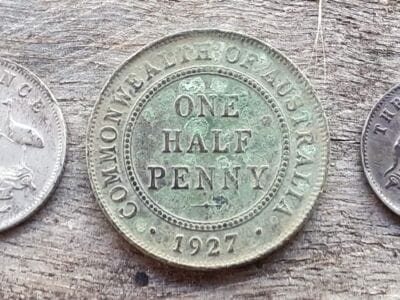 COMMONWEALTH OF AUSTRALIA
ONE
HALF
PENNY
· 1927 ·